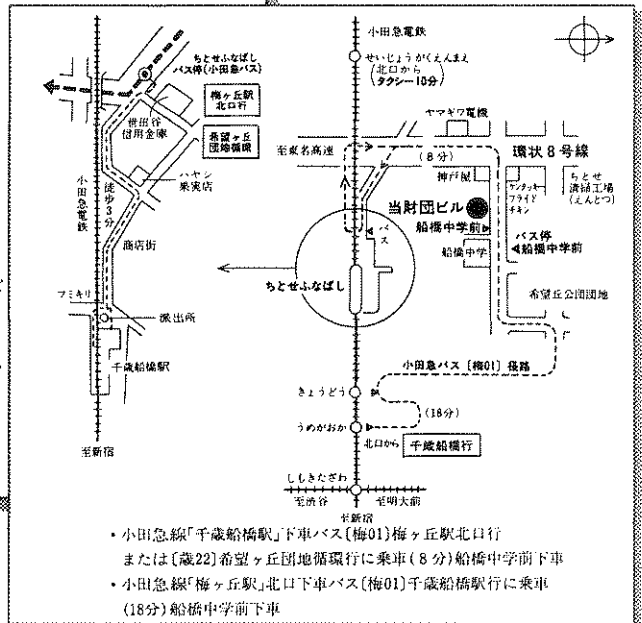 小田急電鉄
せいじょうがくえんまえ
(北口から
タクシー10分)
ちとせふなばし
バス停(小田急バス)
世田谷
信用金庫
梅ヶ丘駅
北口行
希望ヶ丘
団地循環
ハヤシ
果実店
小田急電鉄
徒歩3分
商店街
フミキリ
派出所
千歳船橋駅
至新宿
ヤマギワ電機
至東名高速
(8分)
環状8号線
神戸屋
ケンタッキー
フライド
チキン
ちとせ
清掃工場
(えんとつ)
当財団ビル
船橋中学前
バス
船橋中学
バス停
船橋中学前
ちとせふなばし
希望丘公団団地
小田急バス〔梅01〕経路
きょうどう
(18分)
うめがおか
北口から
千歳船橋行
しもきたざわ
至渋谷
至明大前
至新宿
・小田急線「千歳船橋駅」下車バス〔梅01〕梅ヶ丘駅北口行
または〔歳22〕希望ヶ丘団地循環行に乗車(8分)船橋中学前下車
・小田急線「梅ヶ丘駅」北口下車バス〔梅01〕千歳船橋駅行に乗車
(18分)船橋中学前下車